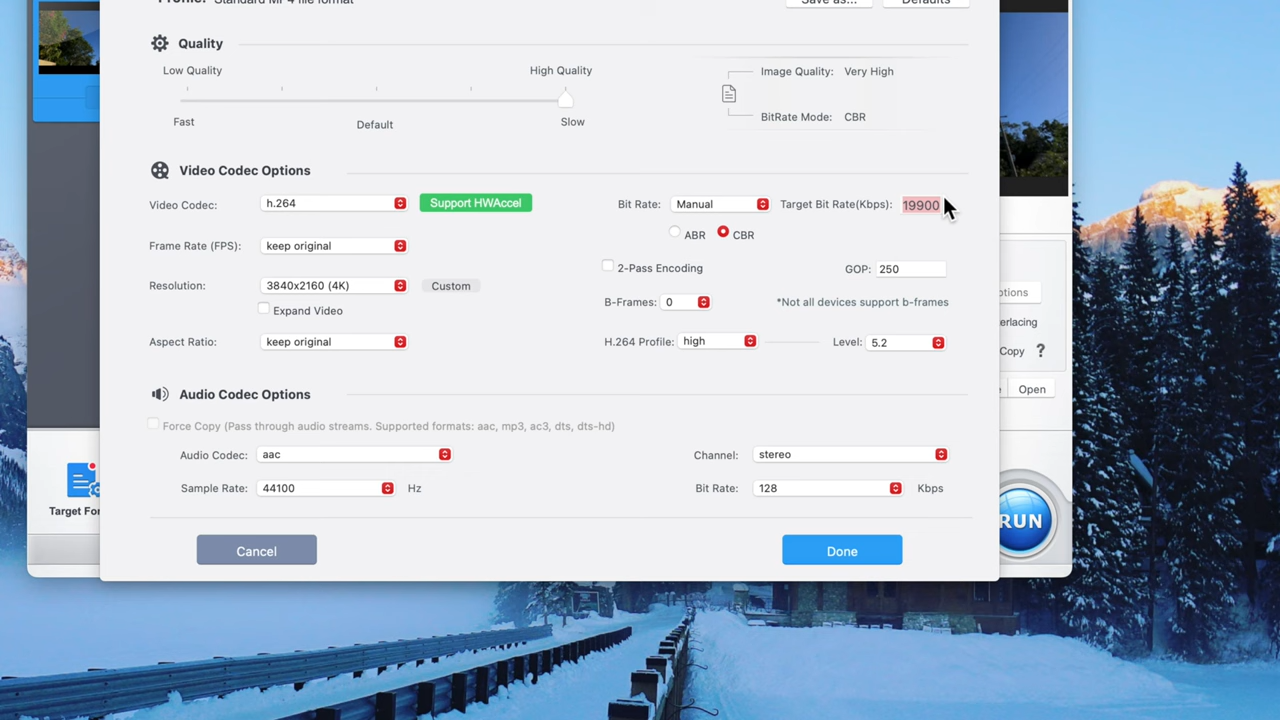 Profile: Standard MP4 file format
Save as...
Defaults
Quality
Low Quality
High Quality
Fast
Default
Slow
Image Quality: Very High
BitRate Mode: CBR
Video Codec Options
Video Codec: h.264
Support HWAccel
Bit Rate: Manual
Target Bit Rate(Kbps): 19900
ABR
CBR
Frame Rate (FPS): keep original
2-Pass Encoding
GOP: 250
Resolution: 3840x2160 (4K)
Custom
Expand Video
B-Frames: 0
*Not all devices support b-frames
Aspect Ratio: keep original
H.264 Profile: high
Level: 5.2
Audio Codec Options
Force Copy (Pass through audio streams. Supported formats: aac, mp3, ac3, dts, dts-hd)
Audio Codec: aac
Channel: stereo
Sample Rate: 44100 Hz
Bit Rate: 128 Kbps
Cancel
Done
ptions
erlacing
Copy ?
Open
Target For
RUN